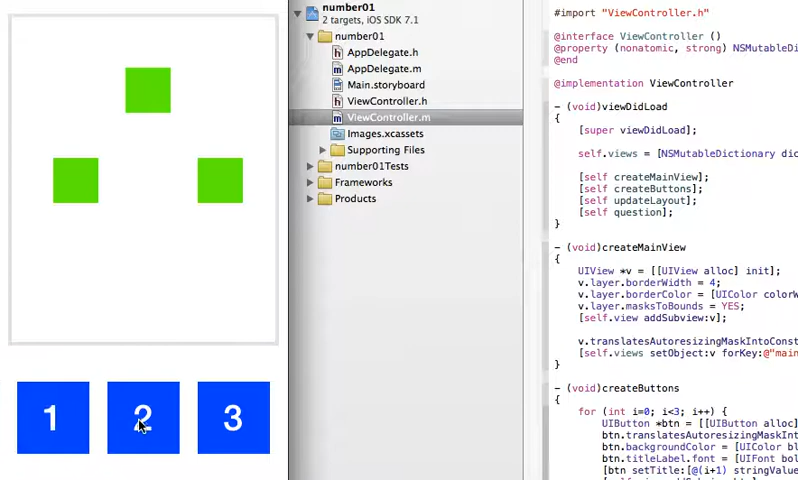 1
2
3
number01
2 targets, iOS SDK 7.1
number01
AppDelegate.h
AppDelegate.m
Main.storyboard
ViewController.h
ViewController.m
Images.xcassets
Supporting Files
number01Tests
Frameworks
Products
#import "ViewController.h"
@interface ViewController ()
@property (nonatomic, strong) NSMutableDi
@end
@implementation ViewController
- (void)viewDidLoad
{
[super viewDidLoad];
self.views = [NSMutableDictionary dic
[self createMainView];
[self createButtons];
[self updateLayout];
[self question];
}
- (void)createMainView
{
UIView *v = [[UIView alloc] init];
v.layer.borderWidth = 4;
v.layer.borderColor = [UIColor colorW
v.layer.masksToBounds = YES;
[self.view addSubview:v];
v.translatesAutoresizingMaskIntoConst
[self.views setObject:v forKey:@"main
}
- (void)createButtons
{
for (int i=0; i<3; i++) {
UIButton *btn = [[UIButton alloc]
btn.translatesAutoresizingMaskInt
btn.backgroundColor = [UIColor bl
btn.titleLabel.font = [UIFont bol
[btn setTitle:[@(i+1) stringValue